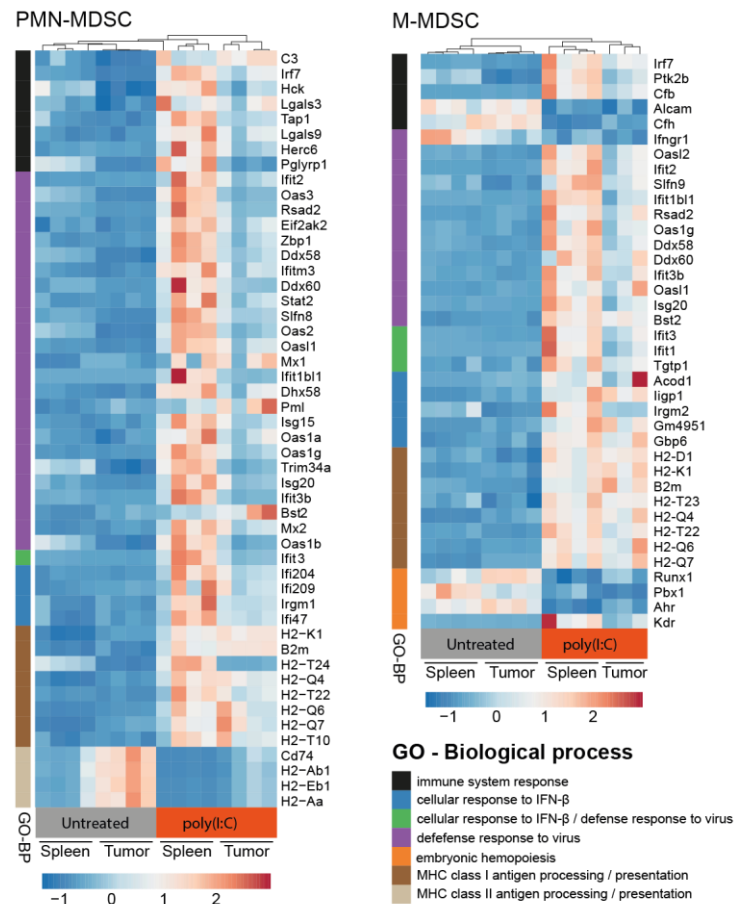 PMN-MDSC
C3
Irf7
Hck
Lgals3
Tap1
Lgals9
Herc6
Pglyrp1
Ifit2
Oas3
Rsad2
Eif2ak2
Zbp1
Ddx58
Ifitm3
Ddx60
Stat2
Slfn8
Oas2
Oasl1
Mx1
Ifit1bl1
Dhx58
Pml
Isg15
Oas1a
Oas1g
Trim34a
Isg20
Ifit3b
Bst2
Mx2
Oas1b
Ifit3
Ifi204
Ifi209
Irgm1
Ifi47
H2−K1
B2m
H2−T24
H2−Q4
H2−T22
H2−Q6
H2−Q7
H2−T10
Cd74
H2−Ab1
H2−Eb1
H2−Aa
GO-BP
Untreated poly(I:C)
Spleen Tumor Spleen Tumor
−1 0 1 2
M-MDSC
Irf7
Ptk2b
Cfb
Alcam
Cfh
Ifngr1
Oasl2
Ifit2
Slfn9
Ifit1bl1
Rsad2
Oas1g
Ddx58
Ddx60
Ifit3b
Oasl1
Isg20
Bst2
Ifit3
Ifit1
Tgtp1
Acod1
Iigp1
Irgm2
Gm4951
Gbp6
H2-D1
H2-K1
B2m
H2-T23
H2-Q4
H2-T22
H2-Q6
H2-Q7
Runx1
Pbx1
Ahr
Kdr
GO-BP
Untreated poly(I:C)
Spleen Tumor Spleen Tumor
−1 0 1 2
GO - Biological process
immune system response
cellular response to IFN-β
cellular response to IFN-β / defense response to virus
defefense response to virus
embryonic hemopoiesis
MHC class I antigen processing / presentation
MHC class II antigen processing / presentation